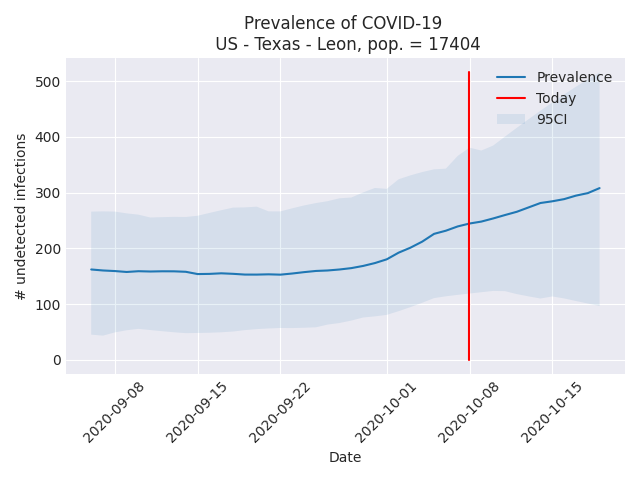 Prevalence of COVID-19
US - Texas - Leon, pop. = 17404
500
400
300
200
100
0
# undetected infections
Prevalence
Today
95CI
2020-09-08
2020-09-15
2020-09-22
2020-10-01
2020-10-08
2020-10-15
Date